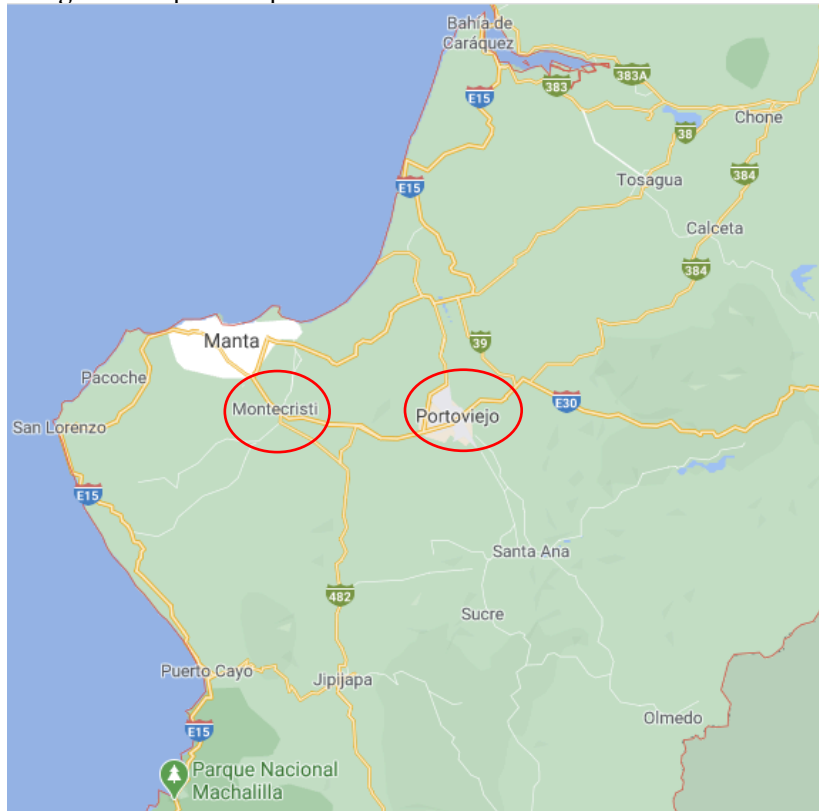 Bahía de
Caráquez
383A
383
E15
Chone
38
E15
Tosagua
384
Calceta
384
Manta
39
Pacoche
Montecristi
Portoviejo
E30
San Lorenzo
E15
Santa Ana
482
Sucre
Puerto Cayo
Jipijapa
Olmedo
E15
Parque Nacional
Machalilla